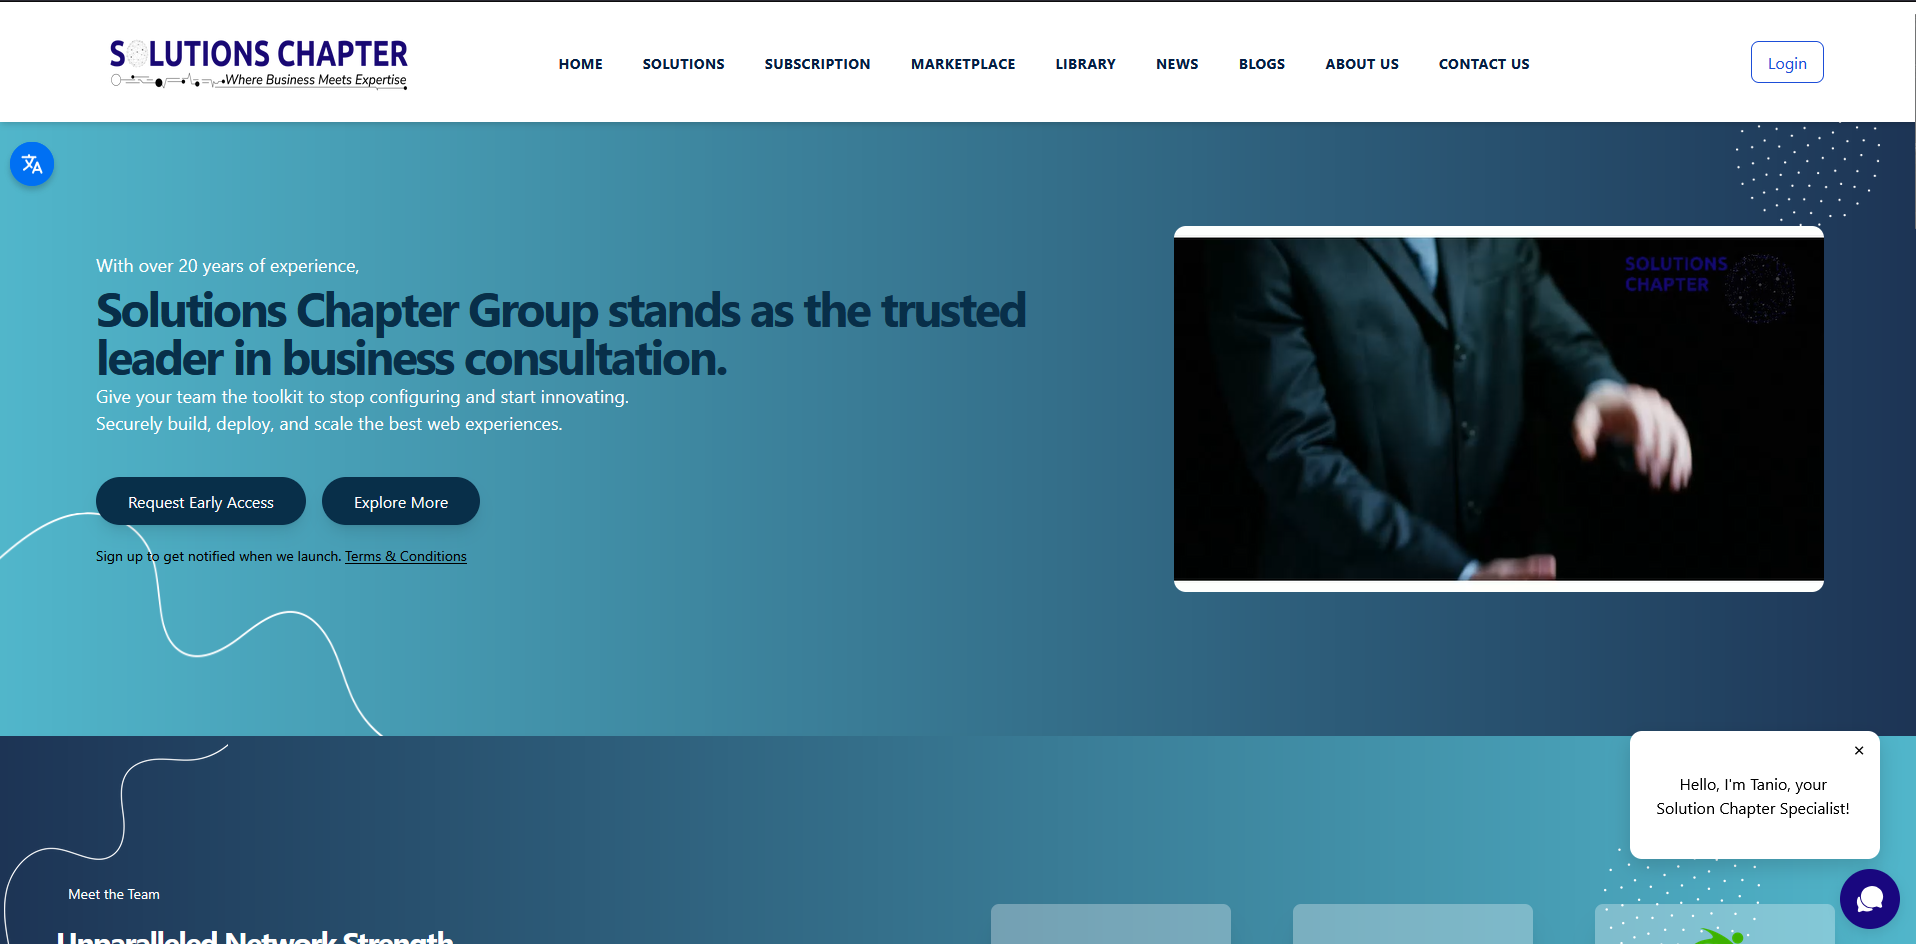 SOLUTIONS CHAPTER
Where Business Meets Expertise
HOME
SOLUTIONS
SUBSCRIPTION
MARKETPLACE
LIBRARY
NEWS
BLOGS
ABOUT US
CONTACT US
Login
With over 20 years of experience,
Solutions Chapter Group stands as the trusted
leader in business consultation.
Give your team the toolkit to stop configuring and start innovating.
Securely build, deploy, and scale the best web experiences.
Request Early Access
Explore More
Sign up to get notified when we launch. Terms & Conditions
SOLUTIONS
CHAPTER
Hello, I'm Tanio, your
Solution Chapter Specialist!
Meet the Team
Unparalleled Network Strength